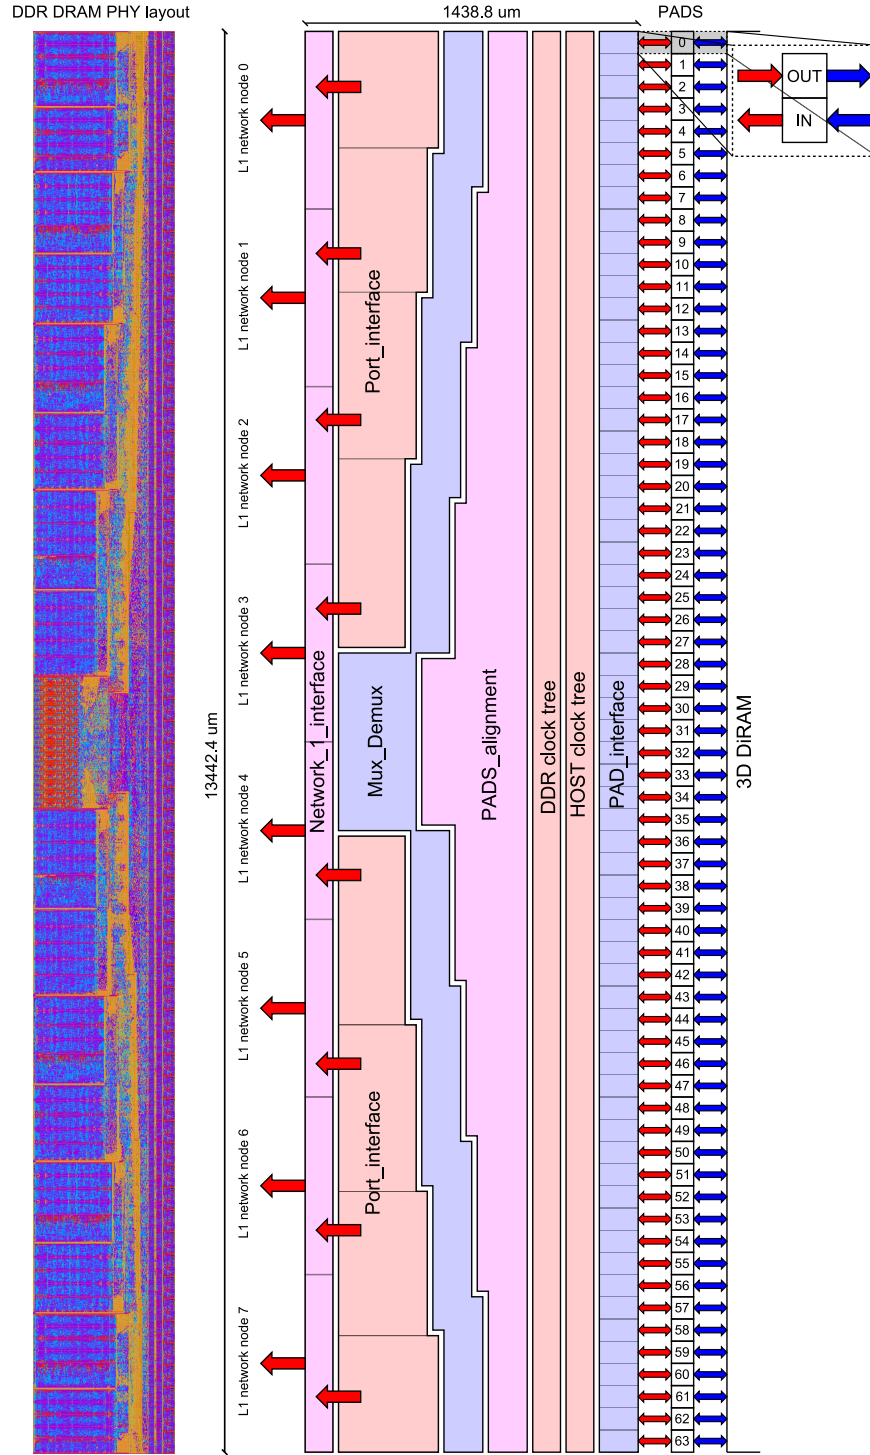 DDR DRAM PHY layout
1438.8 um
PADS
13442.4 um
L1 network node 0
L1 network node 1
L1 network node 2
L1 network node 3
L1 network node 4
L1 network node 5
L1 network node 6
L1 network node 7
Network_1_interface
Port_interface
Mux_Demux
Port_interface
PADS_alignment
DDR clock tree
HOST clock tree
PAD_interface
0
1
2
3
4
5
6
7
8
9
10
11
12
13
14
15
16
17
18
19
20
21
22
23
24
25
26
27
28
29
30
31
32
33
34
35
36
37
38
39
40
41
42
43
44
45
46
47
48
49
50
51
52
53
54
55
56
57
58
59
60
61
62
63
OUT
IN
3D DiRAM